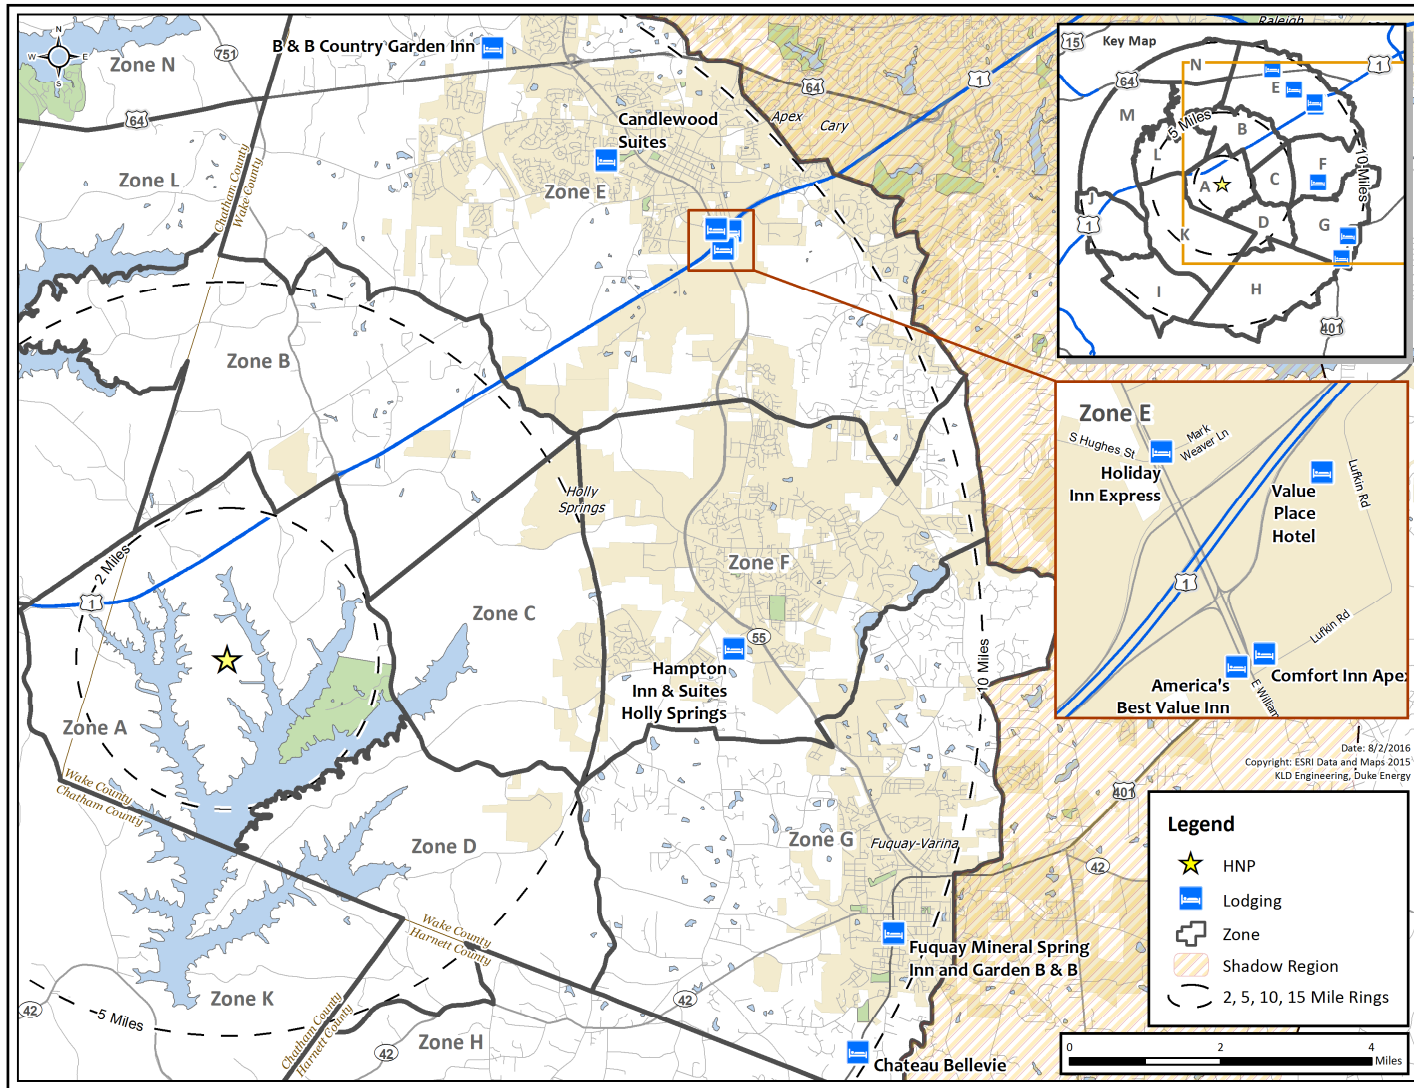 N
W
E
S
Zone N
751
B & B Country Garden Inn
64
64
1
Raleigh
Apex
Cary
Candlewood
Suites
Chatham County
Wake County
Zone L
Zone E
Zone B
Holly
Springs
2 Miles
1
Zone C
Zone F
55
Hampton
Inn & Suites
Holly Springs
10 Miles
Zone A
Wake County
Chatham County
Zone D
Zone G
Fuquay-Varina
401
42
Wake County
Harnett County
Fuquay Mineral Spring
Inn and Garden B & B
Zone K
42
42
5 Miles
Chatham County
Harnett County
42
Zone H
Chateau Bellevie
15
Key Map
N
64
1
E
M
5 Miles
B
L
F
10 Miles
A
C
J
1
D
G
K
I
H
401
Zone E
S Hughes St
Mark
Weaver Ln
Holiday
Inn Express
Value
Place
Hotel
Lufkin Rd
1
Lufkin Rd
Comfort Inn Apex
America's
Best Value Inn
E William
Date: 8/2/2016
Copyright: ESRI Data and Maps 2015
KLD Engineering, Duke Energy
Legend
HNP
Lodging
Zone
Shadow Region
2, 5, 10, 15 Mile Rings
0
2
4
Miles